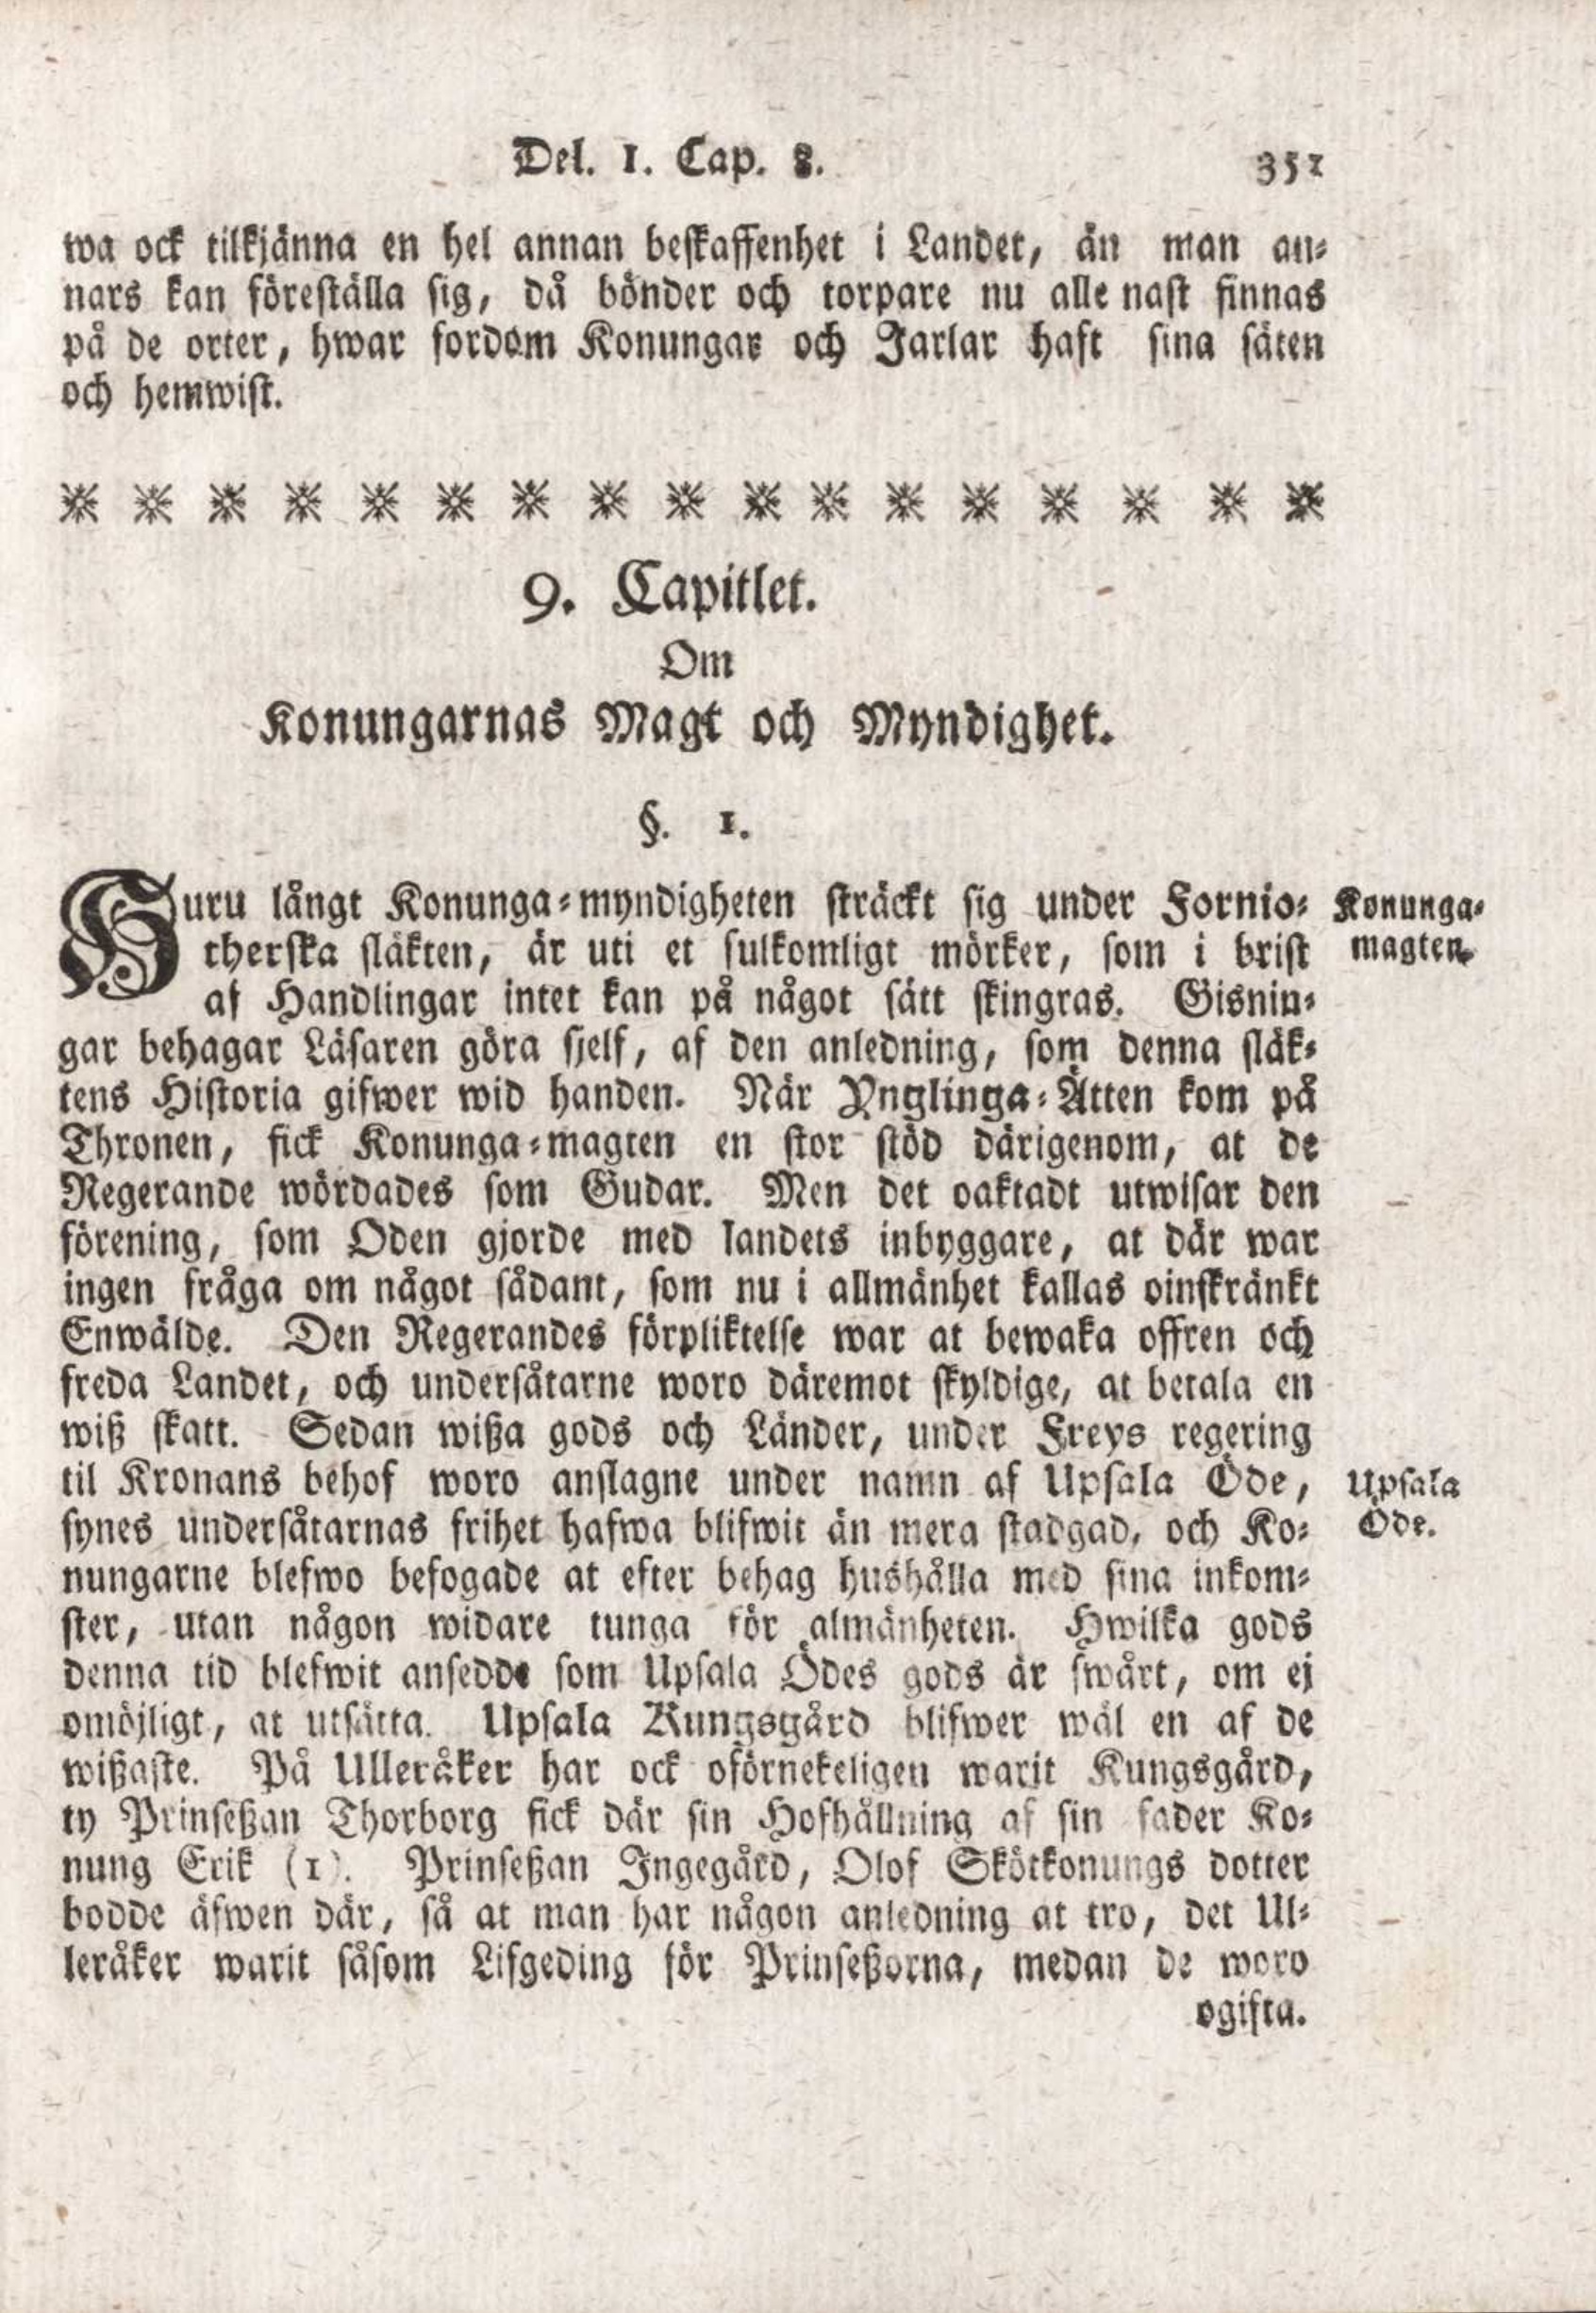 Del. 1. Cap. 8. 351
wa ock tilkjänna en hel annan beskaffenhet i Landet, än man an-
nars kan föreställa sig, då bönder och torpare nu allenast finnas
på de orter, hwar fordom Konungar och Jarlar haft sina säten
och hemwist.
9. Capitlet.
Om
Konungarnas Magt och Myndighet.
§. 1.
Huru långt Konunga-myndigheten sträckt sig under Fornio- Konunga-
therska släkten, är uti et fulkomligt mörker, som i brist magten.
af Handlingar intet kan på något sätt skingras. Gisnin-
gar behagar Läsaren göra sjelf, af den anledning, som denna släk-
tens Historia gifwer wid handen. När Ynglinga-Ätten kom på
Thronen, fick Konunga-magten en stor stöd därigenom, at de
Regerande wördades som Gudar. Men det oaktadt utwisar den
förening, som Oden gjorde med landets inbyggare, at där war
ingen fråga om något sådant, som nu i allmänhet kallas oinskränkt
Enwälde. Den Regerandes förpliktelse war at bewaka offren och
freda Landet, och undersåtarne woro däremot skyldige, at betala en
wiß skatt. Sedan wißa gods och Länder, under Freys regering
til Kronans behof woro anslagne under namn af Upsala Öde, Upsala
synes undersåtarnas frihet hafwa blifwit än mera stadgad, och Ko- Öde.
nungarne blefwo befogade at efter behag hushålla med sina inkom-
ster, utan någon widare tunga för almänheten. Hwilka gods
denna tid blefwit ansedde som Upsala Ödes gods är swårt, om ej
omöjligt, at utsätta. Upsala Kungsgård blifwer wäl en af de
wißaste. På Ulleråker har ock oförnekeligen warit Kungsgård,
ty Prinseßan Thorborg fick där sin Hofhållning af sin fader Ko-
nung Erik (1). Prinseßan Ingegård, Olof Skötkonungs dotter
bodde äfwen där, så at man har någon anledning at tro, det Ul-
leråker warit såsom Lifgeding för Prinseßorna, medan de woro
ogifta.